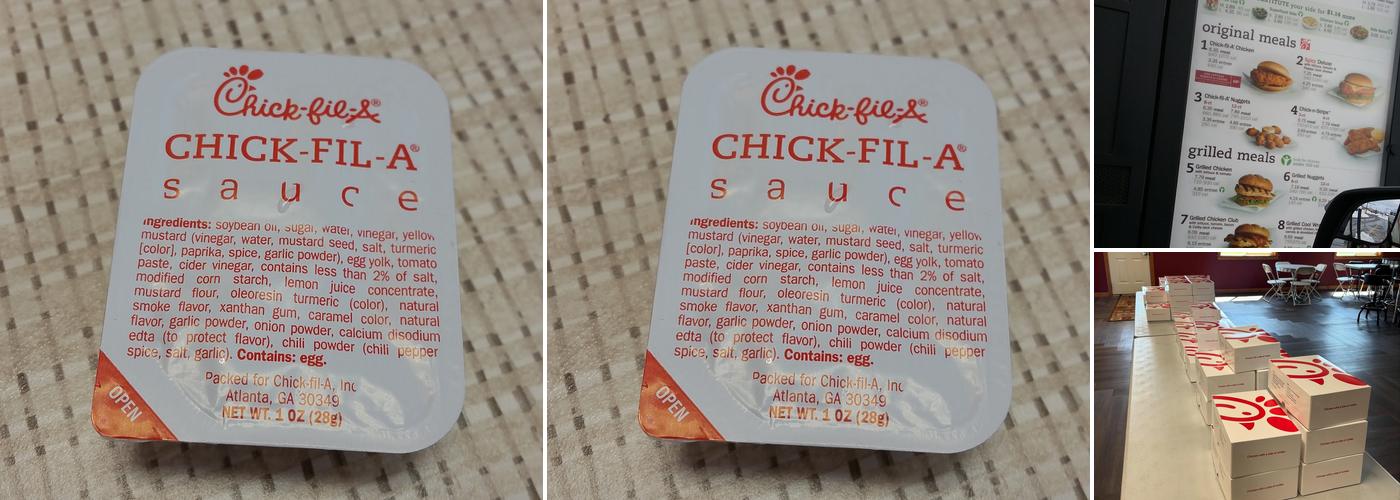 Chick-fil-A®
CHICK-FIL-A®
sauce
Ingredients: soybean oil, sugar, water, vinegar, yellow
mustard (vinegar, water, mustard seed, salt, turmeric
[color], paprika, spice, garlic powder), egg yolk, tomato
paste, cider vinegar, contains less than 2% of salt,
modified corn starch, lemon juice concentrate,
mustard flour, oleoresin turmeric (color), natural
smoke flavor, xanthan gum, caramel color, natural
flavor, garlic powder, onion powder, calcium disodium
edta (to protect flavor), chili powder (chili pepper
spice, salt, garlic). Contains: egg.
Packed for Chick-fil-A, Inc
Atlanta, GA 30349
NET WT. 1 OZ (28g)
OPEN
Chick-fil-A®
CHICK-FIL-A®
sauce
Ingredients: soybean oil, sugar, water, vinegar, yellow
mustard (vinegar, water, mustard seed, salt, turmeric
[color], paprika, spice, garlic powder), egg yolk, tomato
paste, cider vinegar, contains less than 2% of salt,
modified corn starch, lemon juice concentrate,
mustard flour, oleoresin turmeric (color), natural
smoke flavor, xanthan gum, caramel color, natural
flavor, garlic powder, onion powder, calcium disodium
edta (to protect flavor), chili powder (chili pepper
spice, salt, garlic). Contains: egg.
Packed for Chick-fil-A, Inc
Atlanta, GA 30349
NET WT. 1 OZ (28g)
OPEN
your side for $1.14 more
original meals
1 Chick-fil-A® Chicken
2 Spicy Deluxe
3 Chick-fil-A® Nuggets
4 Chick-n-Strips™
grilled meals
5 Grilled Chicken
6 Grilled Nuggets
7 Grilled Chicken Club
8 Grilled Cool